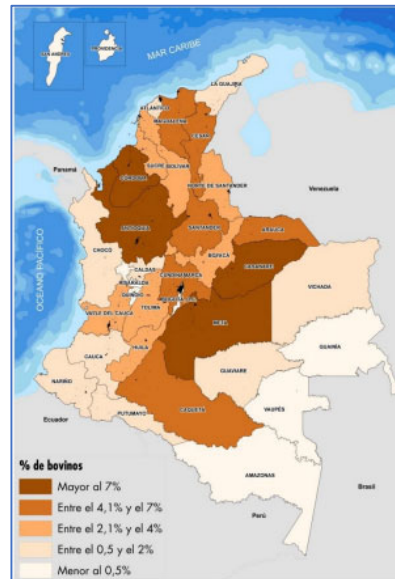 SAN ANDRÉS
PROVIDENCIA
MAR CARIBE
LA GUAJIRA
ATLÁNTICO
MAGDALENA
CESAR
Panamá
SUCRE
BOLÍVAR
CÓRDOBA
NORTE DE SANTANDER
Venezuela
ANTIOQUIA
SANTANDER
ARAUCA
OCEANO PACÍFICO
CHOCÓ
CALDAS
BOYACÁ
CASANARE
RISARALDA
CUNDINAMARCA
VICHADA
QUINDÍO
BOGOTÁ D.C.
TOLIMA
VALLE DEL CAUCA
META
GUAINÍA
HUILA
CAUCA
GUAVIARE
NARIÑO
VAUPÉS
Ecuador
PUTUMAYO
CAQUETÁ
AMAZONAS
Brasil
Perú
% de bovinos
Mayor al 7%
Entre el 4,1% y el 7%
Entre el 2,1% y el 4%
Entre el 0,5 y el 2%
Menor al 0,5%